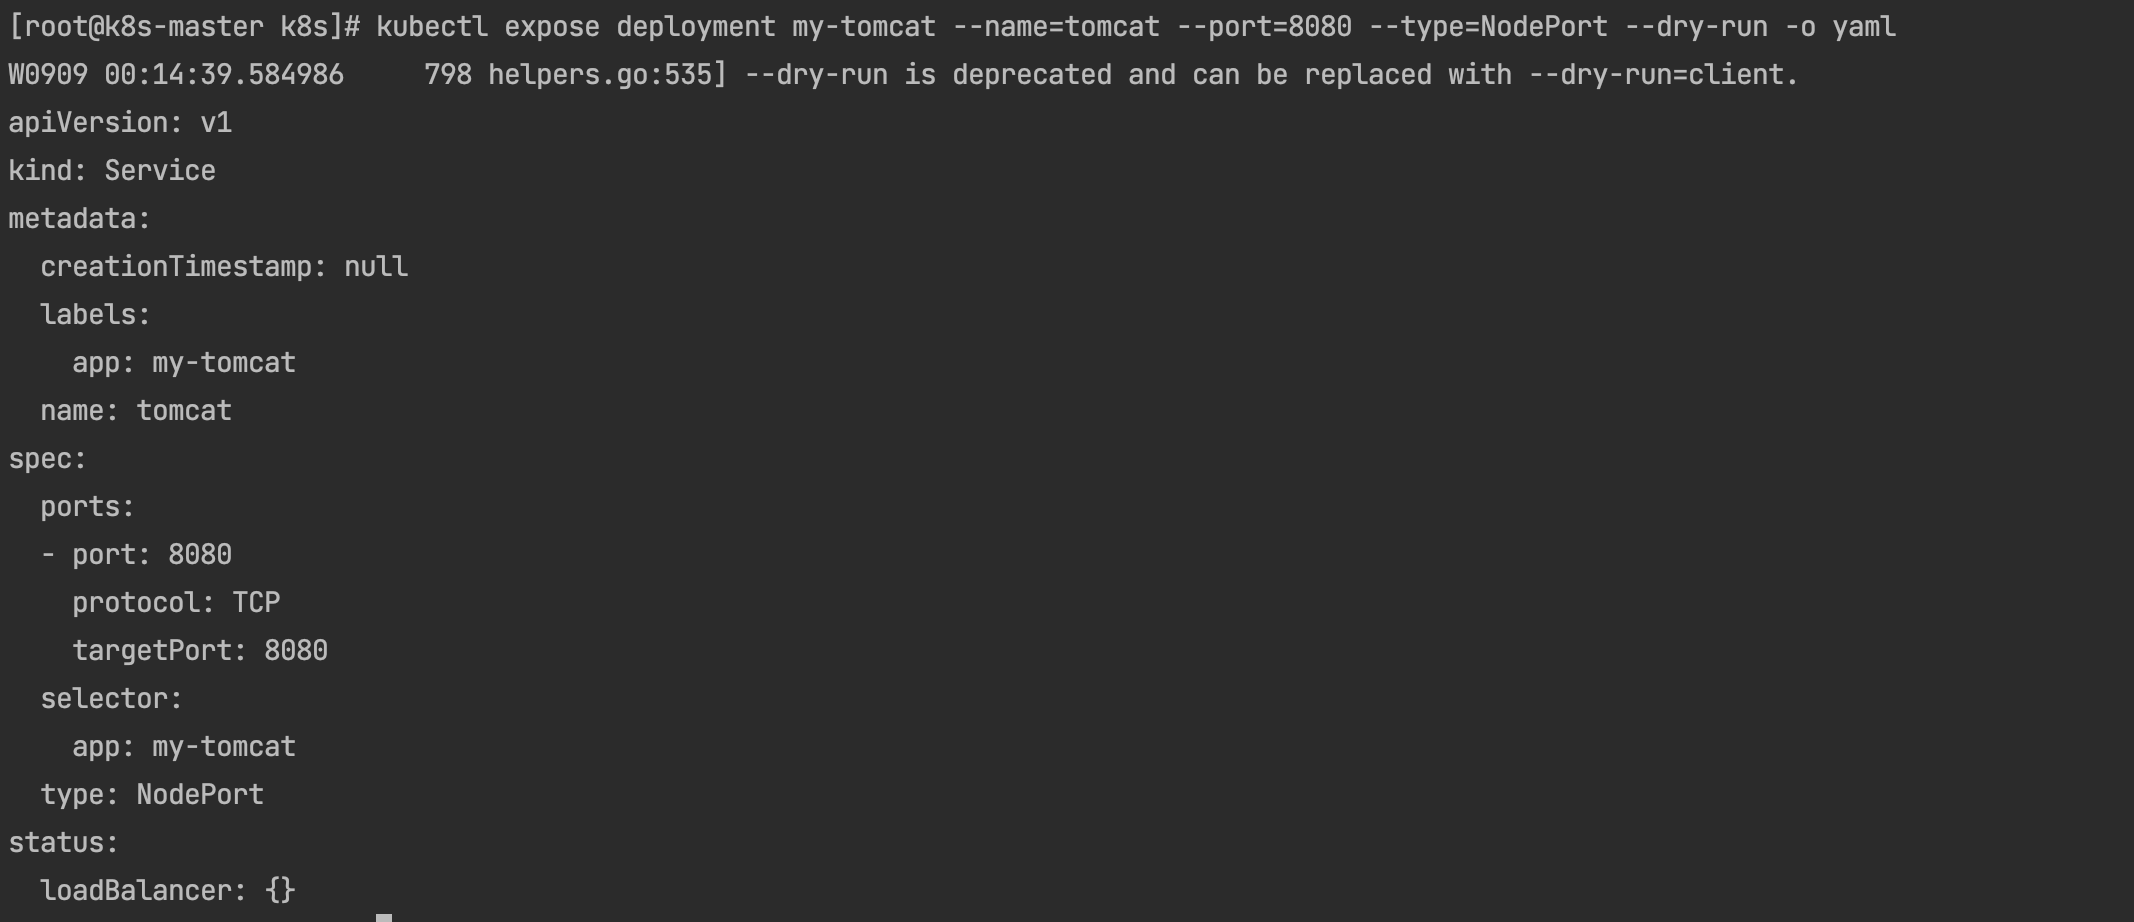 [root@k8s-master k8s]# kubectl expose deployment my-tomcat --name=tomcat --port=8080 --type=NodePort --dry-run -o yaml
W0909 00:14:39.584986     798 helpers.go:535] --dry-run is deprecated and can be replaced with --dry-run=client.
apiVersion: v1
kind: Service
metadata:
  creationTimestamp: null
  labels:
    app: my-tomcat
  name: tomcat
spec:
  ports:
  - port: 8080
    protocol: TCP
    targetPort: 8080
  selector:
    app: my-tomcat
  type: NodePort
status:
  loadBalancer: {}